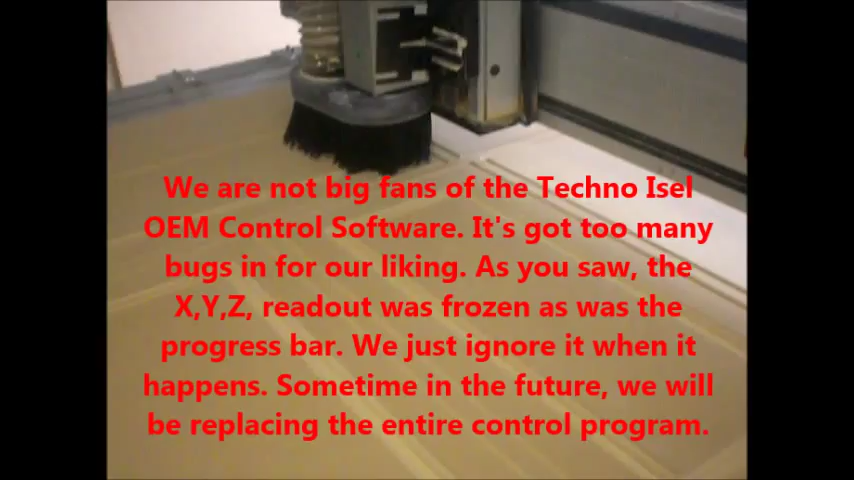 We are not big fans of the Techno Isel
OEM Control Software. It's got too many
bugs in for our liking. As you saw, the
X,Y,Z, readout was frozen as was the
progress bar. We just ignore it when it
happens. Sometime in the future, we will
be replacing the entire control program.